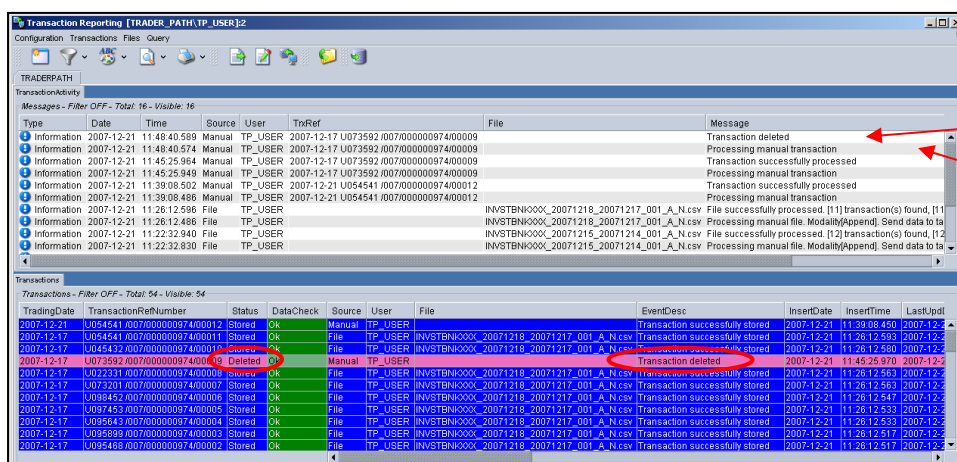 Transaction Reporting [TRADER_PATH\TP_USER]:2
Configuration Transactions Files Query
TRADERPATH
TransactionActivity
Messages - Filter OFF - Total: 16 - Visible: 16
Type Date Time Source User TrxRef File Message
Information 2007-12-21 11:48:40.589 Manual TP_USER 2007-12-17 U073592 /007/000000974/00009 Transaction deleted
Information 2007-12-21 11:48:40.574 Manual TP_USER 2007-12-17 U073592 /007/000000974/00009 Processing manual transaction
Information 2007-12-21 11:45:25.964 Manual TP_USER 2007-12-17 U073592 /007/000000974/00009 Transaction successfully processed
Information 2007-12-21 11:45:25.949 Manual TP_USER 2007-12-17 U073592 /007/000000974/00009 Processing manual transaction
Information 2007-12-21 11:39:08.502 Manual TP_USER 2007-12-21 U054541 /007/000000974/00012 Transaction successfully processed
Information 2007-12-21 11:39:08.486 Manual TP_USER 2007-12-21 U054541 /007/000000974/00012 Processing manual transaction
Information 2007-12-21 11:26:12.596 File TP_USER INVSTBNKXXX_20071218_20071217_001_A_N.csv File successfully processed. [11] transaction(s) found, [11
Information 2007-12-21 11:26:12.486 File TP_USER INVSTBNKXXX_20071218_20071217_001_A_N.csv Processing manual file. Modality[Append]. Send data to ta
Information 2007-12-21 11:22:32.940 File TP_USER INVSTBNKXXX_20071215_20071214_001_A_N.csv File successfully processed. [12] transaction(s) found, [12
Information 2007-12-21 11:22:32.830 File TP_USER INVSTBNKXXX_20071215_20071214_001_A_N.csv Processing manual file. Modality[Append]. Send data to ta
Transactions
Transactions - Filter OFF - Total: 54 - Visible: 54
TradingDate TransactionRefNumber Status DataCheck Source User File EventDesc InsertDate InsertTime LastUpd
2007-12-21 U054541 /007/000000974/00012 Stored Ok Manual TP_USER Transaction successfully stored 2007-12-21 11:39:08.450 2007-12-2
2007-12-17 U054541 /007/000000974/00011 Stored Ok File TP_USER INVSTBNKXXX_20071218_20071217_001_A_N.csv Transaction successfully stored 2007-12-21 11:26:12.593 2007-12-2
2007-12-17 U045432 /007/000000974/00010 Stored Ok File TP_USER INVSTBNKXXX_20071218_20071217_001_A_N.csv Transaction successfully stored 2007-12-21 11:26:12.580 2007-12-2
2007-12-17 U073592 /007/000000974/00009 Deleted Ok Manual TP_USER Transaction deleted 2007-12-21 11:45:25.970 2007-12-2
2007-12-17 U022331 /007/000000974/00008 Stored Ok File TP_USER INVSTBNKXXX_20071218_20071217_001_A_N.csv Transaction successfully stored 2007-12-21 11:26:12.563 2007-12-2
2007-12-17 U073201 /007/000000974/00007 Stored Ok File TP_USER INVSTBNKXXX_20071218_20071217_001_A_N.csv Transaction successfully stored 2007-12-21 11:26:12.563 2007-12-2
2007-12-17 U098452 /007/000000974/00006 Stored Ok File TP_USER INVSTBNKXXX_20071218_20071217_001_A_N.csv Transaction successfully stored 2007-12-21 11:26:12.547 2007-12-2
2007-12-17 U097453 /007/000000974/00005 Stored Ok File TP_USER INVSTBNKXXX_20071218_20071217_001_A_N.csv Transaction successfully stored 2007-12-21 11:26:12.533 2007-12-2
2007-12-17 U095643 /007/000000974/00004 Stored Ok File TP_USER INVSTBNKXXX_20071218_20071217_001_A_N.csv Transaction successfully stored 2007-12-21 11:26:12.533 2007-12-2
2007-12-17 U095899 /007/000000974/00003 Stored Ok File TP_USER INVSTBNKXXX_20071218_20071217_001_A_N.csv Transaction successfully stored 2007-12-21 11:26:12.517 2007-12-2
2007-12-17 U095468 /007/000000974/00002 Stored Ok File TP_USER INVSTBNKXXX_20071218_20071217_001_A_N.csv Transaction successfully stored 2007-12-21 11:26:12.517 2007-12-2